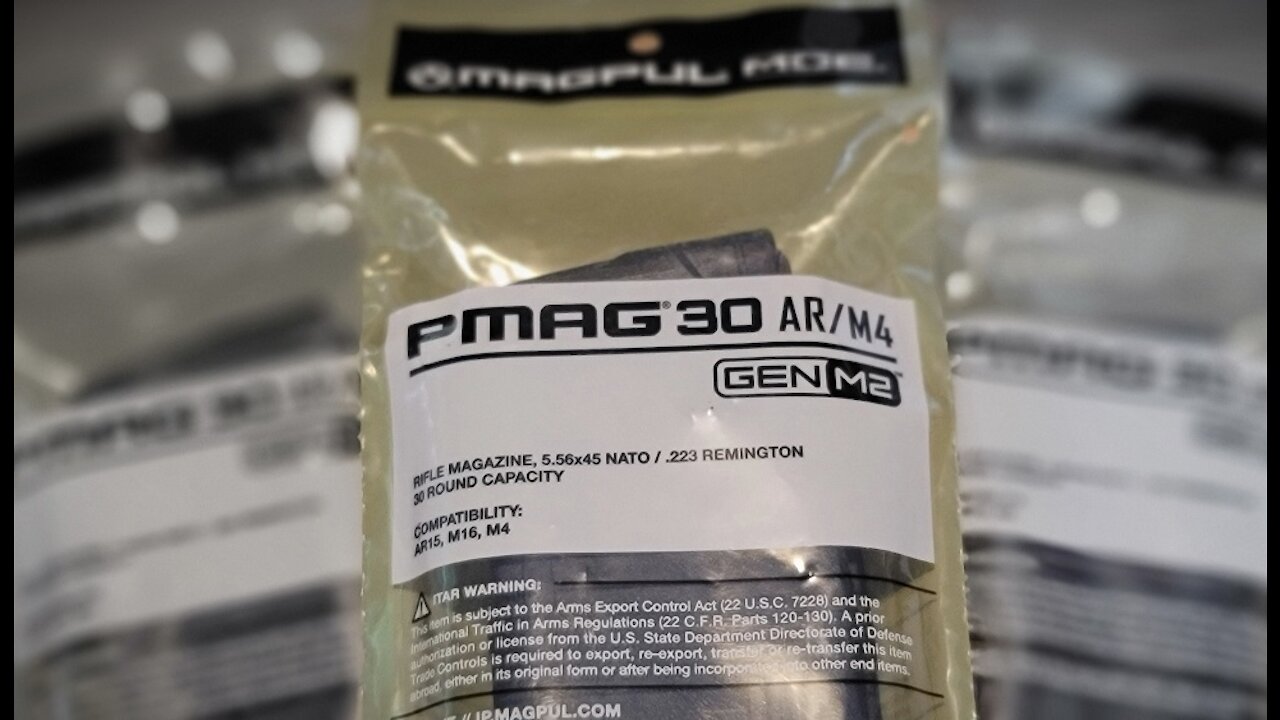 MAGPUL MOE
PMAG® 30 AR/M4
GEN M2™
RIFLE MAGAZINE, 5.56x45 NATO / .223 REMINGTON
30 ROUND CAPACITY
COMPATIBILITY:
AR15, M16, M4
ITAR WARNING:
This item is subject to the Arms Export Control Act (22 U.S.C. 7228) and the
International Traffic in Arms Regulations (22 C.F.R. Parts 120-130). A prior
authorization or license from the U.S. State Department Directorate of Defense
Trade Controls is required to export, re-export, transfer or re-transfer this item
abroad, either in its original form or after being incorporated into other end items.
// IP.MAGPUL.COM